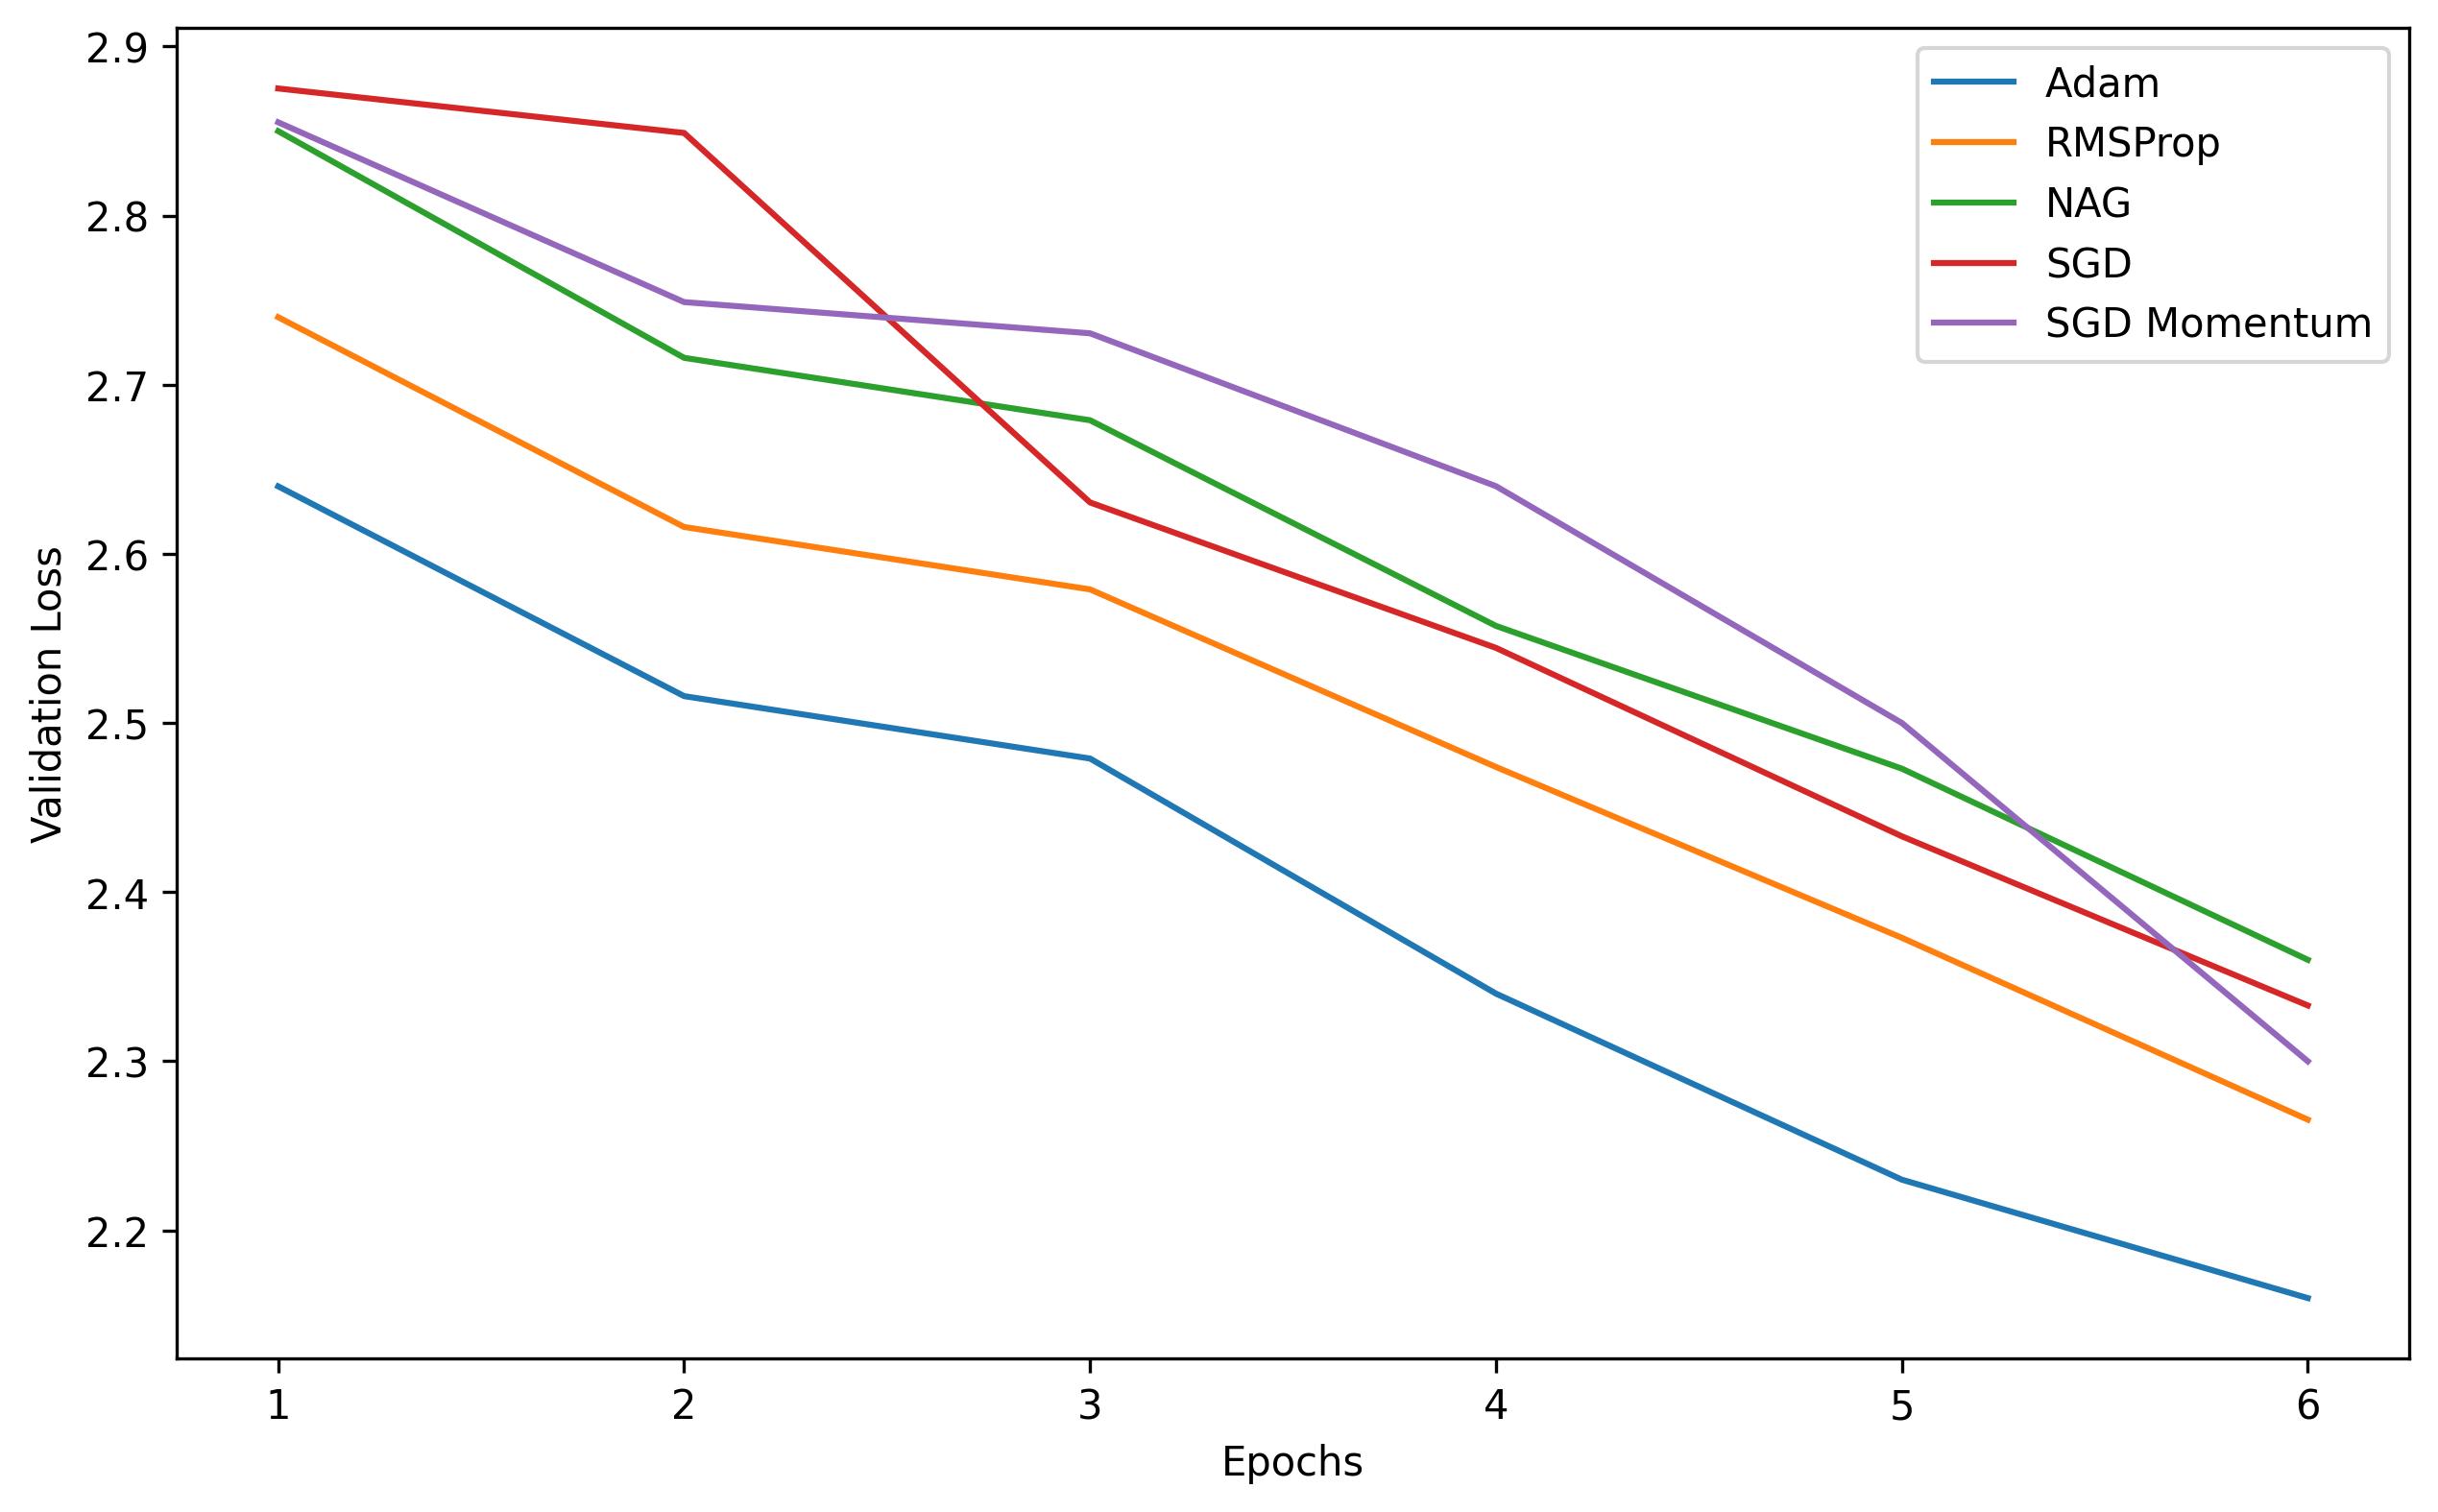 2.9
2.8
2.7
2.6
2.5
2.4
2.3
2.2
Validation Loss
Adam
RMSProp
NAG
SGD
SGD Momentum
1 2 3 4 5 6
Epochs